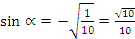 sin ∝ = −√(1/10) = √10/10